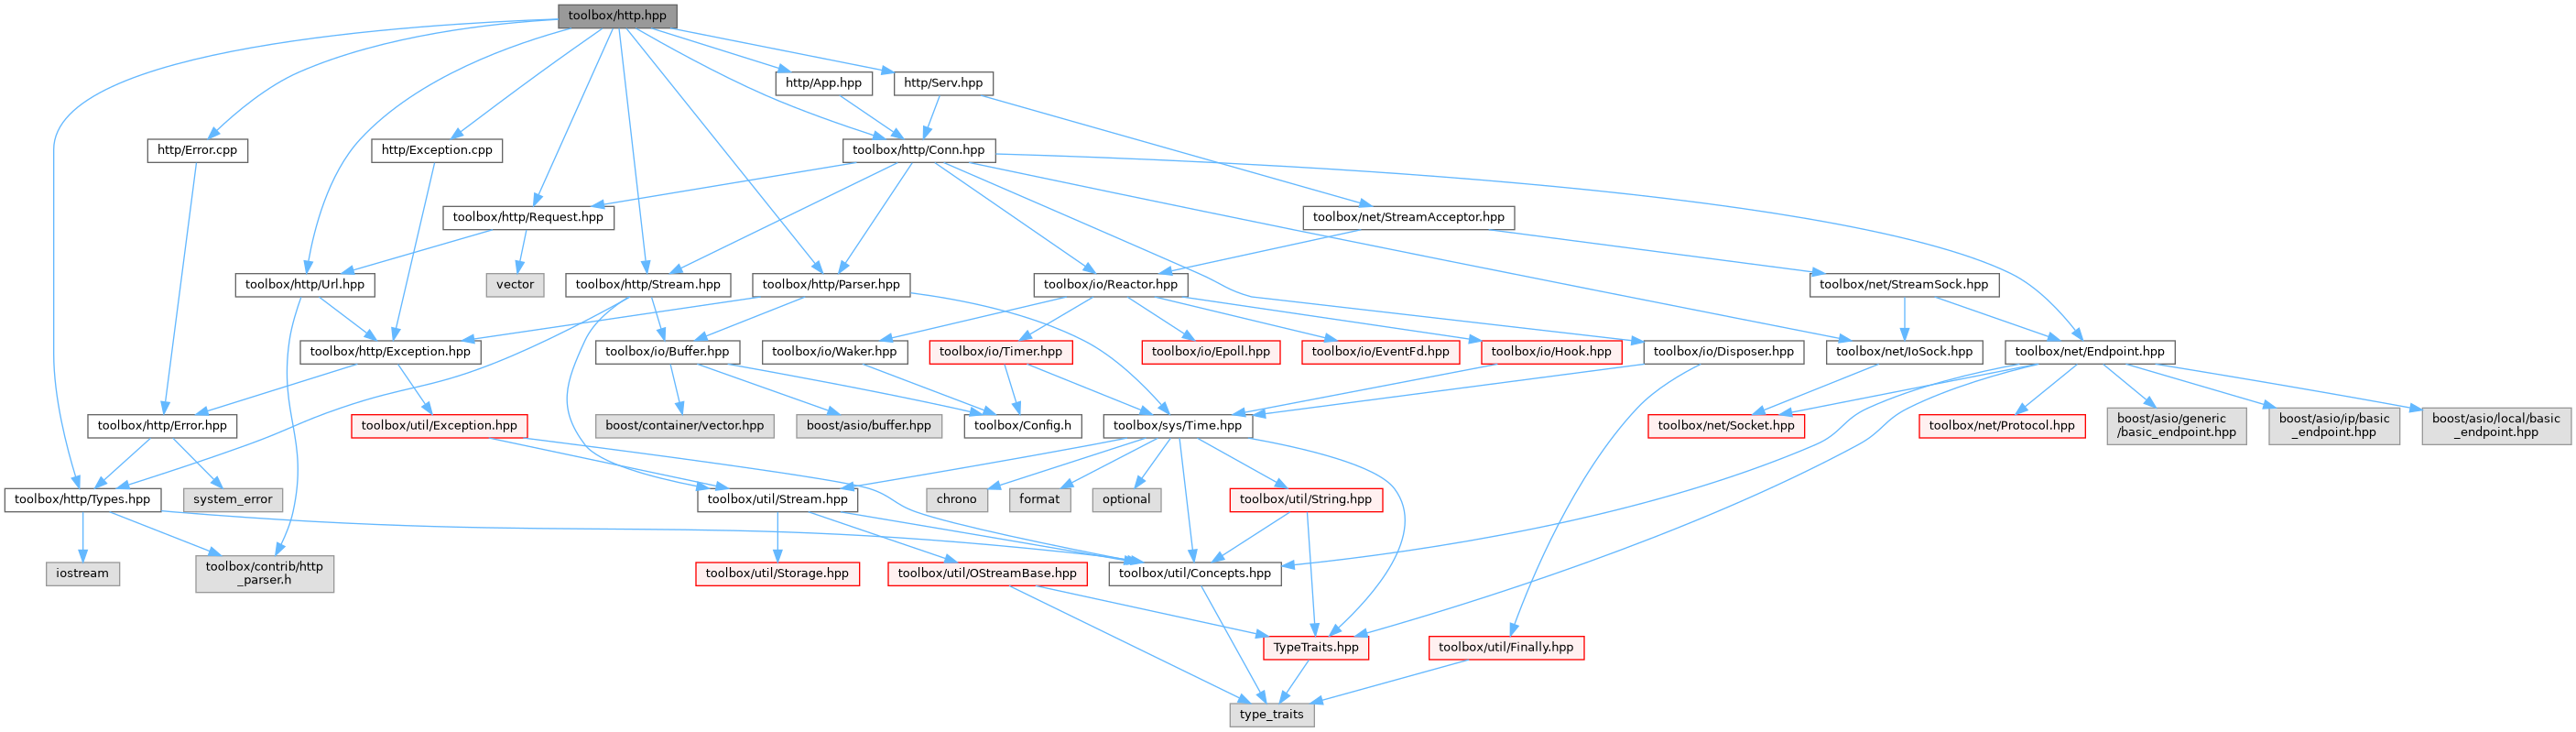 toolbox/http.hpp
http/App.hpp
http/Serv.hpp
http/Error.cpp
http/Exception.cpp
toolbox/http/Conn.hpp
toolbox/http/Request.hpp
toolbox/net/StreamAcceptor.hpp
toolbox/http/Url.hpp
vector
toolbox/http/Stream.hpp
toolbox/http/Parser.hpp
toolbox/io/Reactor.hpp
toolbox/net/StreamSock.hpp
toolbox/http/Exception.hpp
toolbox/io/Buffer.hpp
toolbox/io/Waker.hpp
toolbox/io/Timer.hpp
toolbox/io/Epoll.hpp
toolbox/io/EventFd.hpp
toolbox/io/Hook.hpp
toolbox/io/Disposer.hpp
toolbox/net/IoSock.hpp
toolbox/net/Endpoint.hpp
toolbox/http/Error.hpp
toolbox/util/Exception.hpp
boost/container/vector.hpp
boost/asio/buffer.hpp
toolbox/Config.h
toolbox/sys/Time.hpp
toolbox/net/Socket.hpp
toolbox/net/Protocol.hpp
boost/asio/generic
/basic_endpoint.hpp
boost/asio/ip/basic
_endpoint.hpp
boost/asio/local/basic
_endpoint.hpp
toolbox/http/Types.hpp
system_error
toolbox/util/Stream.hpp
chrono
format
optional
toolbox/util/String.hpp
iostream
toolbox/contrib/http
_parser.h
toolbox/util/Storage.hpp
toolbox/util/OStreamBase.hpp
toolbox/util/Concepts.hpp
TypeTraits.hpp
toolbox/util/Finally.hpp
type_traits